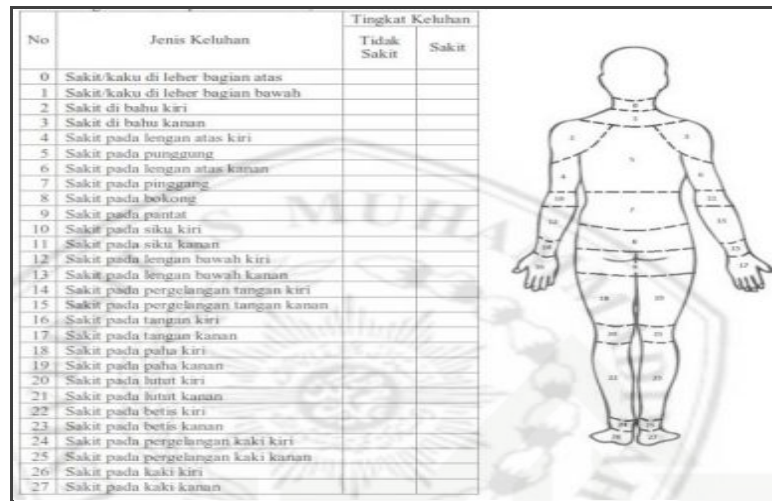 Tingkat Keluhan
No Jenis Keluhan Tidak Sakit Sakit
0 Sakit/kaku di leher bagian atas
1 Sakit/kaku di leher bagian bawah
2 Sakit di bahu kiri
3 Sakit di bahu kanan
4 Sakit pada lengan atas kiri
5 Sakit pada punggung
6 Sakit pada lengan atas kanan
7 Sakit pada pinggang
8 Sakit pada bokong
9 Sakit pada pantat
10 Sakit pada siku kiri
11 Sakit pada siku kanan
12 Sakit pada lengan bawah kiri
13 Sakit pada lengan bawah kanan
14 Sakit pada pergelangan tangan kiri
15 Sakit pada pergelangan tangan kanan
16 Sakit pada tangan kiri
17 Sakit pada tangan kanan
18 Sakit pada paha kiri
19 Sakit pada paha kanan
20 Sakit pada lutut kiri
21 Sakit pada lutut kanan
22 Sakit pada betis kiri
23 Sakit pada betis kanan
24 Sakit pada pergelangan kaki kiri
25 Sakit pada pergelangan kaki kanan
26 Sakit pada kaki kiri
27 Sakit pada kaki kanan